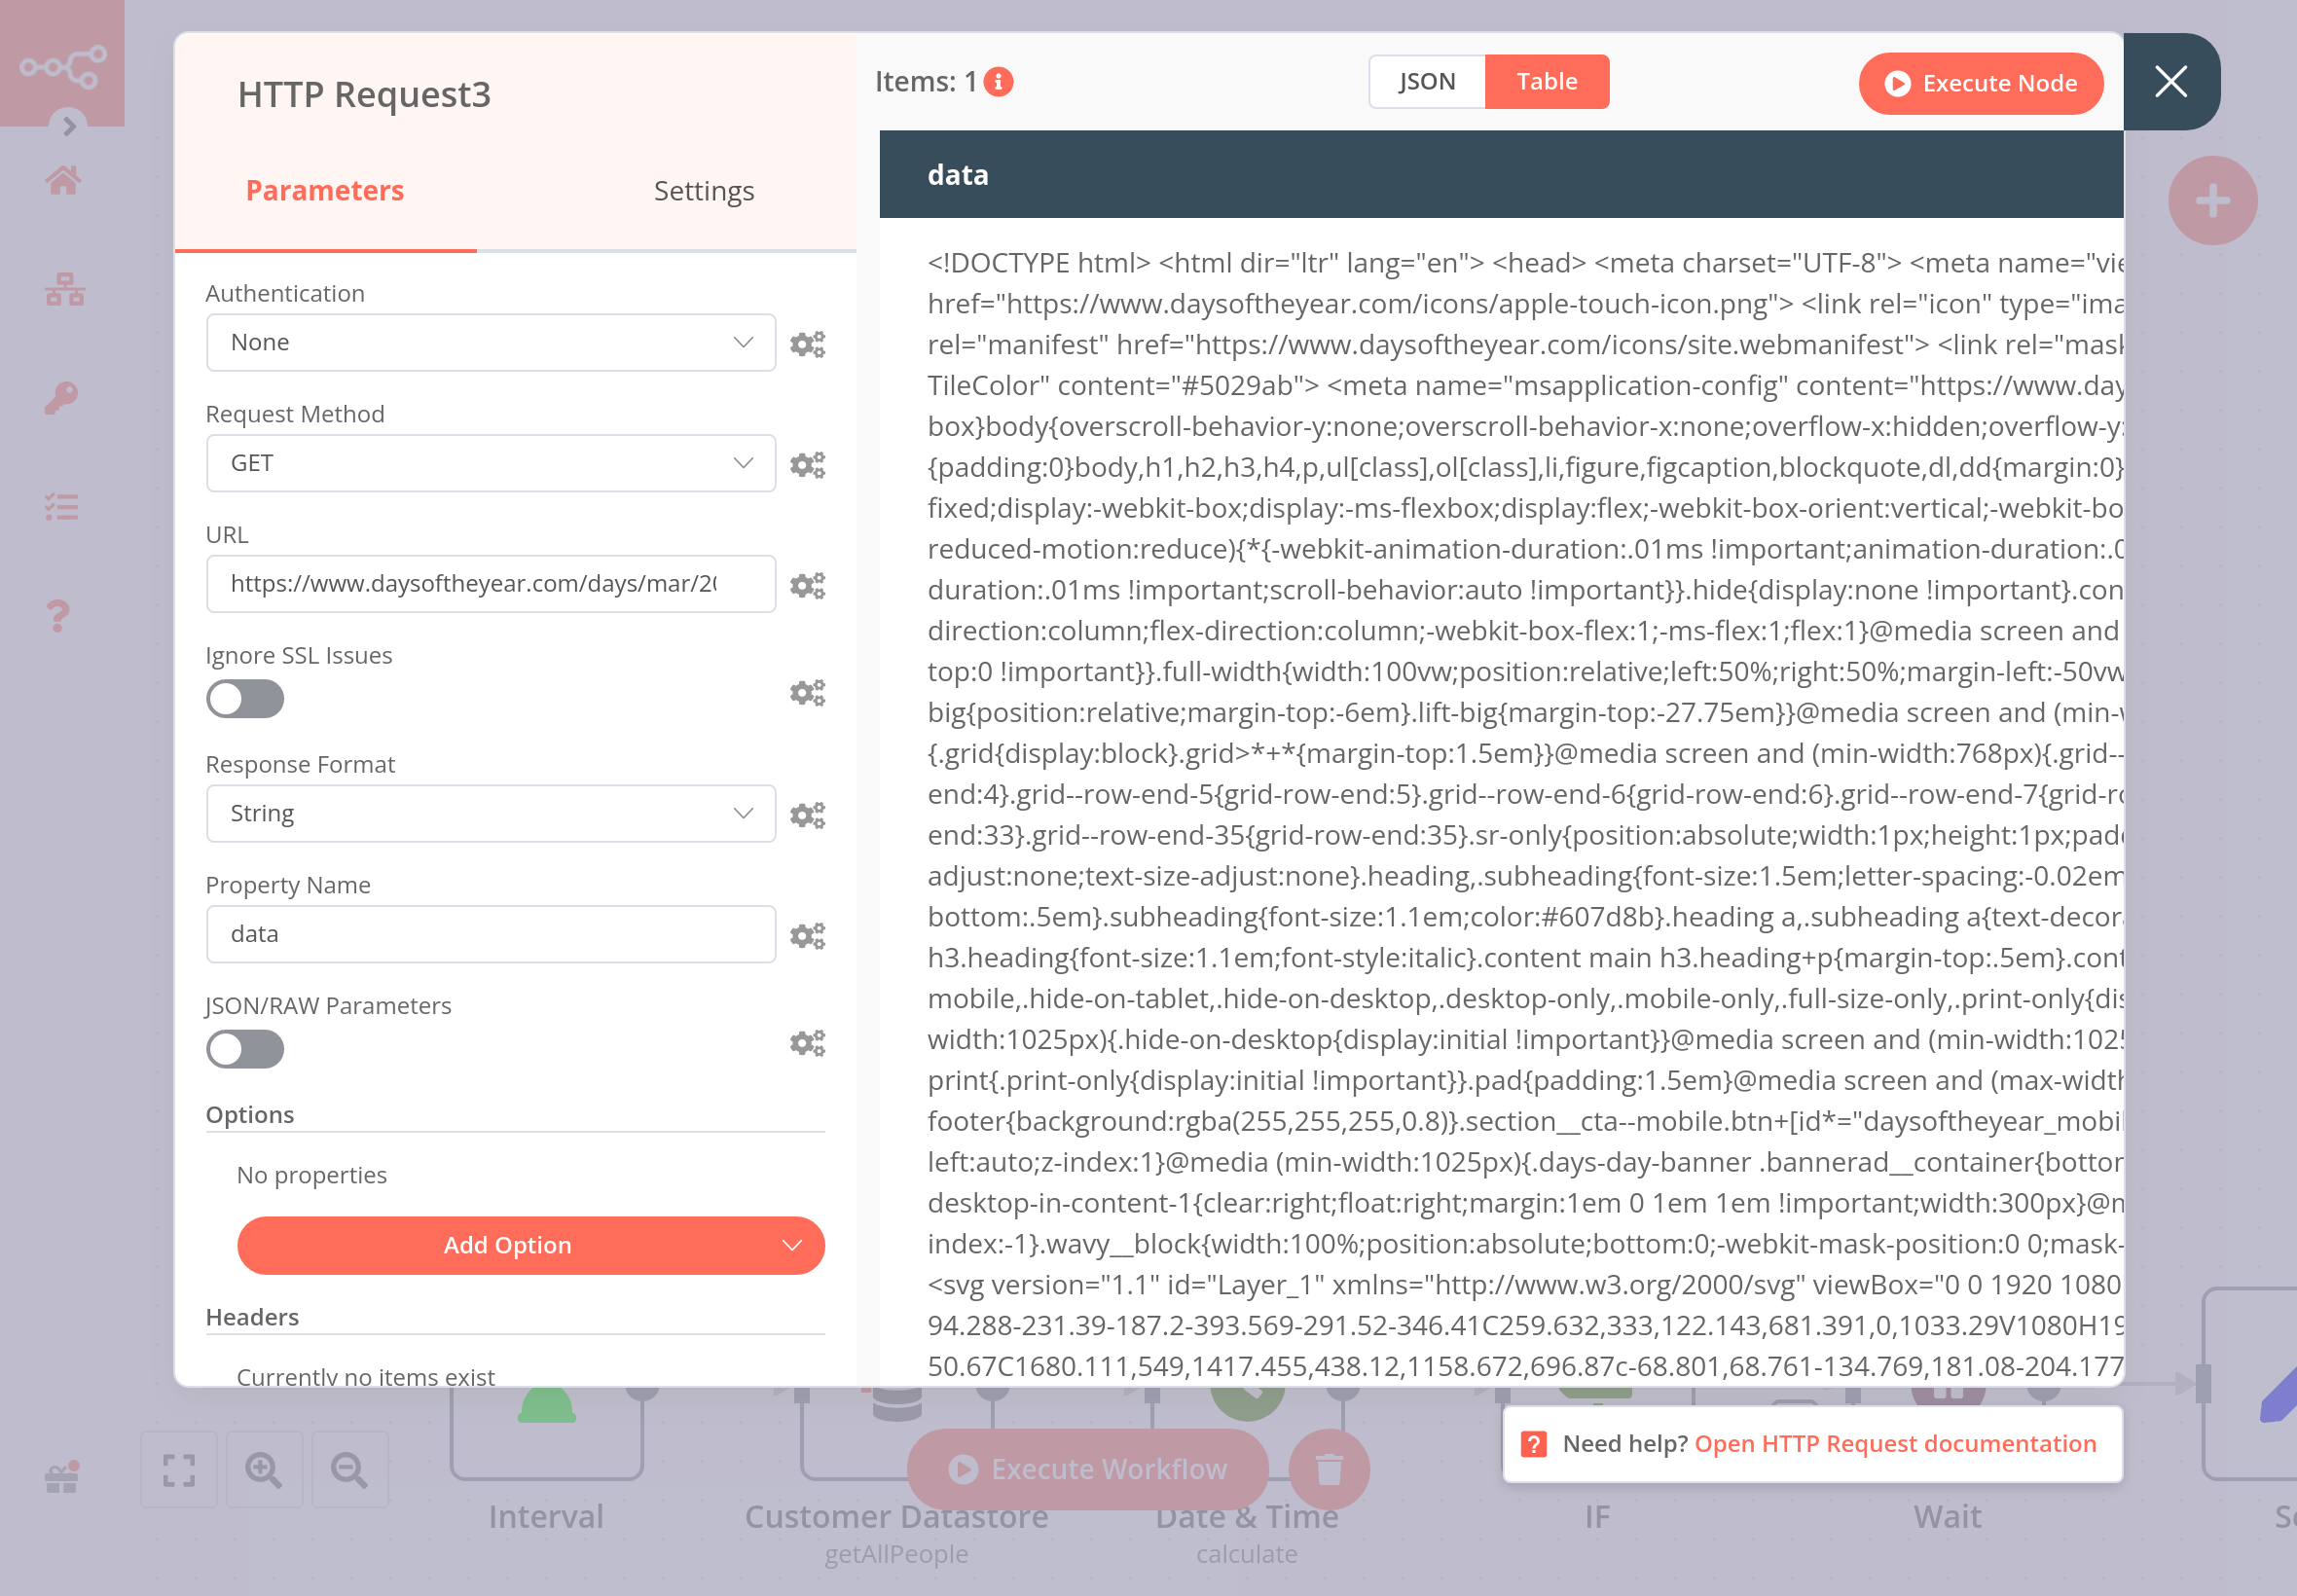 HTTP Request3
Parameters
Settings
Authentication
None
Request Method
GET
URL
https://www.daysoftheyear.com/days/mar/20
Ignore SSL Issues
Response Format
String
Property Name
data
JSON/RAW Parameters
Options
No properties
Add Option
Headers
Currently no items exist
Items: 1
JSON
Table
Execute Node
data
<!DOCTYPE html> <html dir="ltr" lang="en"> <head> <meta charset="UTF-8"> <meta name="vie
href="https://www.daysoftheyear.com/icons/apple-touch-icon.png"> <link rel="icon" type="ima
rel="manifest" href="https://www.daysoftheyear.com/icons/site.webmanifest"> <link rel="mask
TileColor" content="#5029ab"> <meta name="msapplication-config" content="https://www.day
box}body{overscroll-behavior-y:none;overscroll-behavior-x:none;overflow-x:hidden;overflow-y:
{padding:0}body,h1,h2,h3,h4,p,ul[class],ol[class],li,figure,figcaption,blockquote,dl,dd{margin:0}
fixed;display:-webkit-box;display:-ms-flexbox;display:flex;-webkit-box-orient:vertical;-webkit-bo
reduced-motion:reduce){*{-webkit-animation-duration:.01ms !important;animation-duration:.0
duration:.01ms !important;scroll-behavior:auto !important}}.hide{display:none !important}.con
direction:column;flex-direction:column;-webkit-box-flex:1;-ms-flex:1;flex:1}@media screen and
top:0 !important}}.full-width{width:100vw;position:relative;left:50%;right:50%;margin-left:-50vw
big{position:relative;margin-top:-6em}.lift-big{margin-top:-27.75em}}@media screen and (min-w
{.grid{display:block}.grid>*+*{margin-top:1.5em}}@media screen and (min-width:768px){.grid--
end:4}.grid--row-end-5{grid-row-end:5}.grid--row-end-6{grid-row-end:6}.grid--row-end-7{grid-ro
end:33}.grid--row-end-35{grid-row-end:35}.sr-only{position:absolute;width:1px;height:1px;padd
adjust:none;text-size-adjust:none}.heading,.subheading{font-size:1.5em;letter-spacing:-0.02em
bottom:.5em}.subheading{font-size:1.1em;color:#607d8b}.heading a,.subheading a{text-decora
h3.heading{font-size:1.1em;font-style:italic}.content main h3.heading+p{margin-top:.5em}.cont
mobile,.hide-on-tablet,.hide-on-desktop,.desktop-only,.mobile-only,.full-size-only,.print-only{dis
width:1025px){.hide-on-desktop{display:initial !important}}@media screen and (min-width:1025
print{.print-only{display:initial !important}}.pad{padding:1.5em}@media screen and (max-width
footer{background:rgba(255,255,255,0.8)}.section__cta--mobile.btn+[id*="daysoftheyear_mobil
left:auto;z-index:1}@media (min-width:1025px){.days-day-banner .bannerad__container{bottom
desktop-in-content-1{clear:right;float:right;margin:1em 0 1em 1em !important;width:300px}@m
index:-1}.wavy__block{width:100%;position:absolute;bottom:0;-webkit-mask-position:0 0;mask-
<svg version="1.1" id="Layer_1" xmlns="http://www.w3.org/2000/svg" viewBox="0 0 1920 1080
94.288-231.39-187.2-393.569-291.52-346.41C259.632,333,122.143,681.391,0,1033.29V1080H19
50.67C1680.111,549,1417.455,438.12,1158.672,696.87c-68.801,68.761-134.769,181.08-204.177
Need help? Open HTTP Request documentation
Execute Workflow
Interval
Customer Datastore
getAllPeople
Date & Time
calculate
IF
Wait